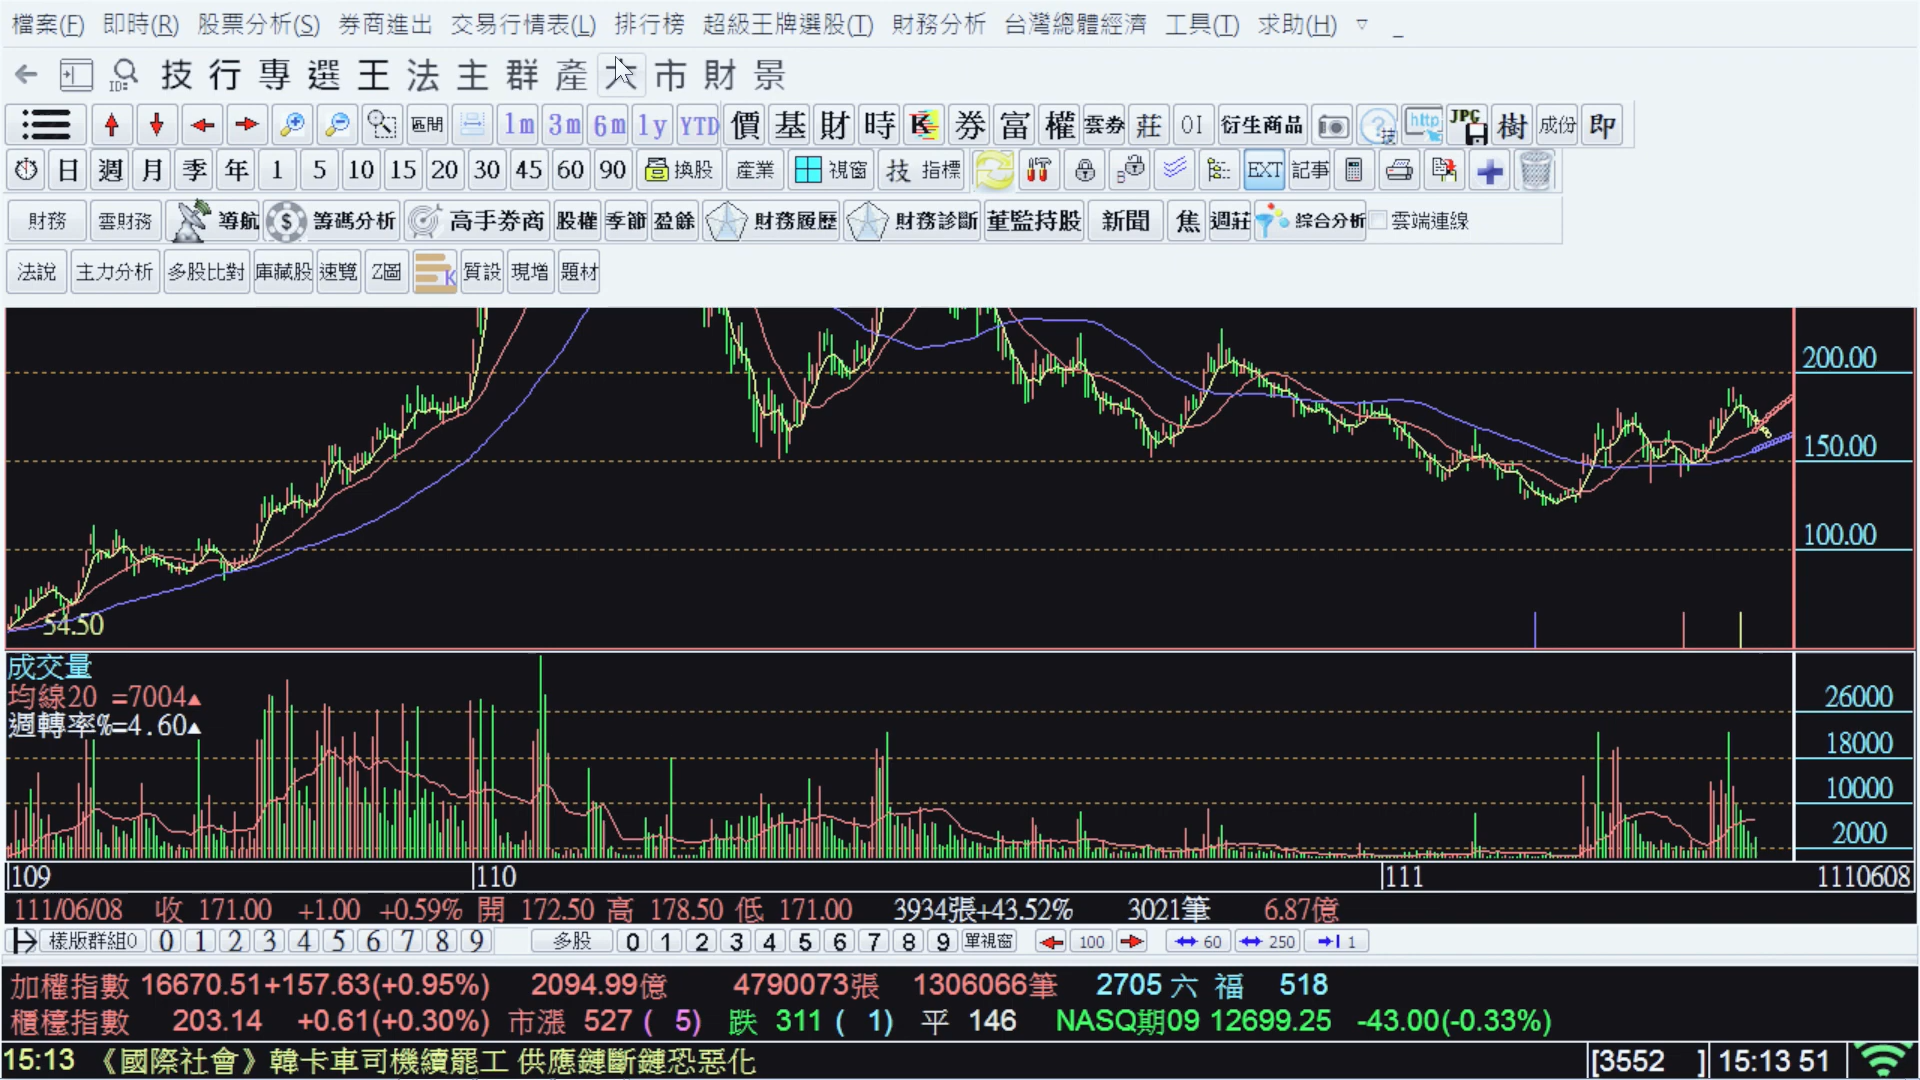 檔案(F) 即時(R) 股票分析(S) 券商進出 交易行情表(L) 排行榜 超級王牌選股(T) 財務分析 台灣總體經濟 工具(T) 求助(H)
ID: 技 行 專 選 王 法 主 群 產 大 市 財 景
區間 1m 3m 6m 1y YTD 價 基 財 時 K 券 富 權 雲券 莊 OI 衍生商品 技 http JPG 樹 成份 即
日 週 月 季 年 1 5 10 15 20 30 45 60 90 換股 產業 視窗 技 指標 EXT 記事
財務 雲財務 導航 籌碼分析 高手券商 股權 季節 盈餘 財務履歷 財務診斷 董監持股 新聞 焦 週莊 綜合分析 雲端連線
法說 主力分析 多股比對 庫藏股 速覽 Z圖 K 質設 現增 題材
200.00
150.00
100.00
54.50
成交量
均線20 =7004▲
週轉率%=4.60▲
26000
18000
10000
2000
109 110 111 1110608
111/06/08 收 171.00 +1.00 +0.59% 開 172.50 高 178.50 低 171.00 3934張+43.52% 3021筆 6.87億
樣版群組0 0 1 2 3 4 5 6 7 8 9 多股 0 1 2 3 4 5 6 7 8 9 單視窗 100 60 250 1
加權指數 16670.51+157.63(+0.95%) 2094.99億 4790073張 1306066筆 2705 六 福 518
櫃檯指數 203.14 +0.61(+0.30%) 市漲 527 ( 5) 跌 311 ( 1) 平 146 NASQ期09 12699.25 -43.00(-0.33%)
15:13 《國際社會》韓卡車司機續罷工 供應鏈斷鏈恐惡化 [3552 ] 15:13 51